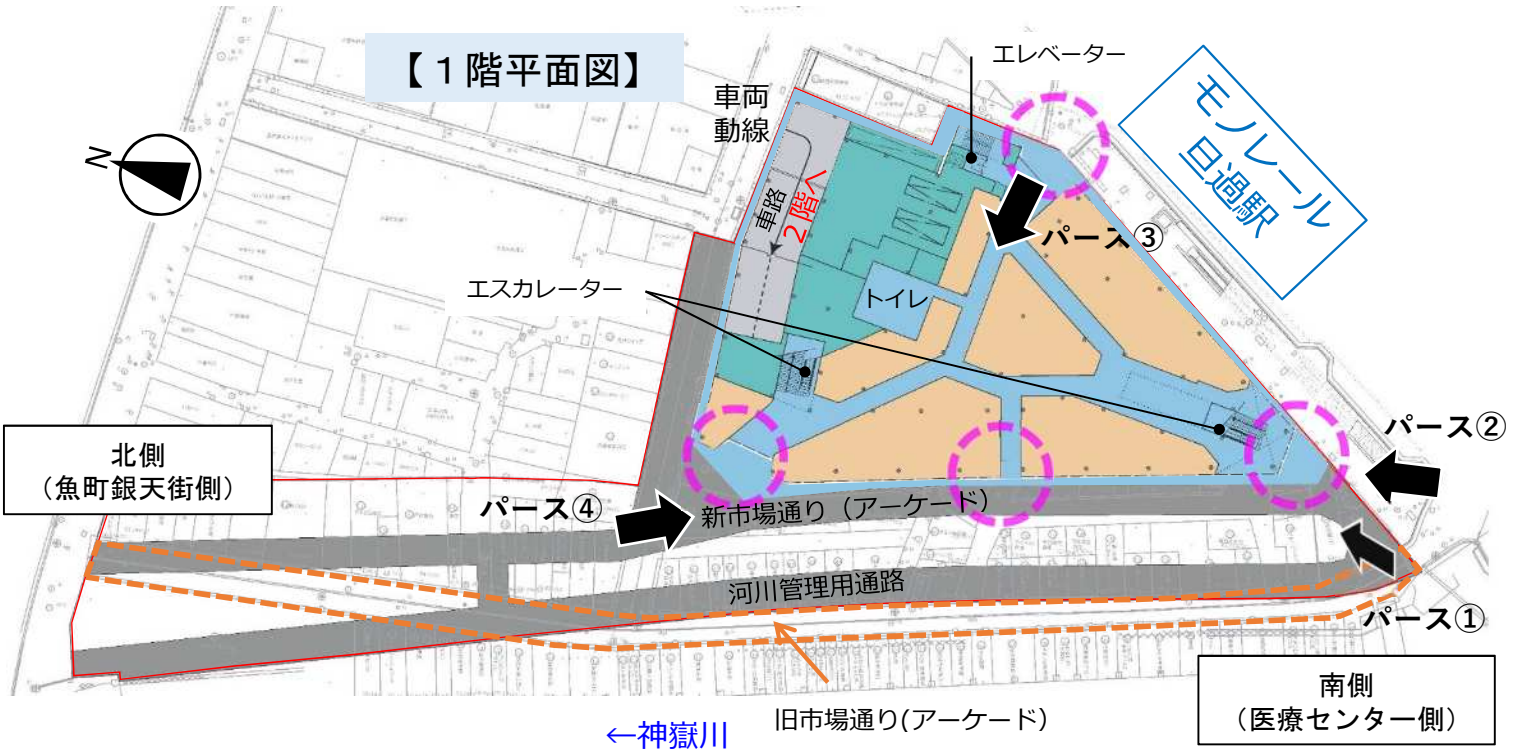 【１階平面図】
エレベーター
車両
動線
モノレール
旦過駅
N
車路
２階へ
パース③
エスカレーター
トイレ
パース②
北側
（魚町銀天街側）
パース④
新市場通り（アーケード）
河川管理用通路
パース①
南側
（医療センター側）
旧市場通り(アーケード)
←神嶽川